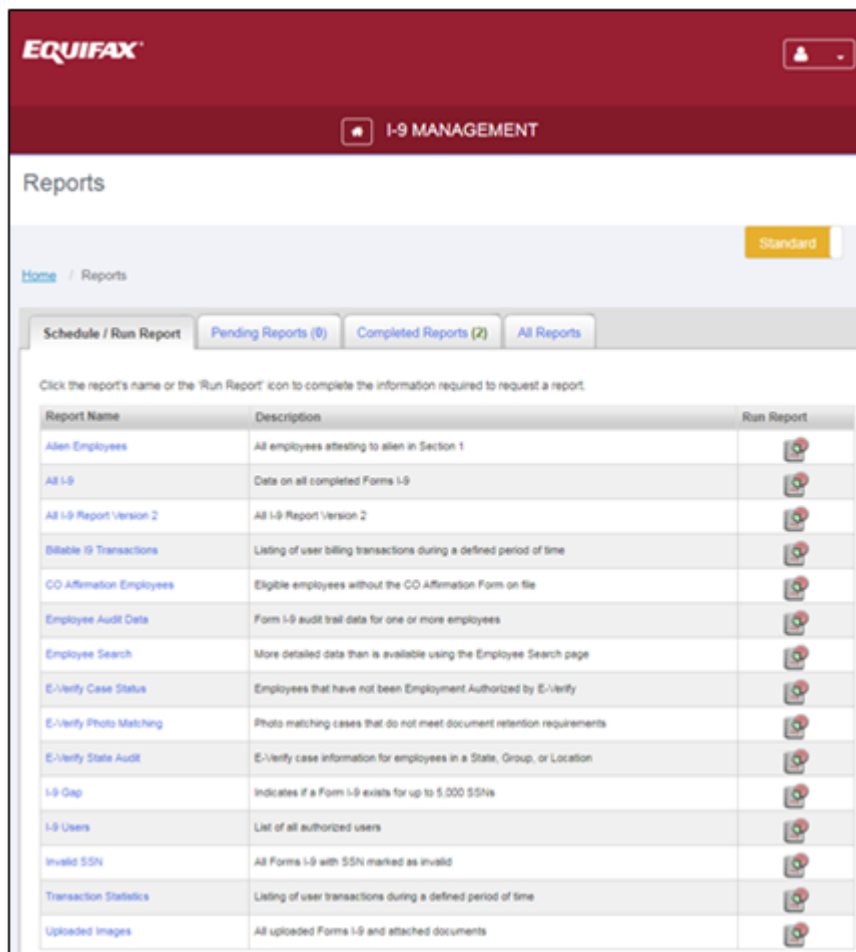 EQUIFAX
I-9 MANAGEMENT
Reports
Standard
Home / Reports
Schedule / Run Report Pending Reports (0) Completed Reports (2) All Reports
Click the report's name or the 'Run Report' icon to complete the information required to request a report.
Report Name Description Run Report
Alien Employees All employees attesting to alien in Section 1
All I-9 Data on all completed Forms I-9
All I-9 Report Version 2 All I-9 Report Version 2
Billable I9 Transactions Listing of user billing transactions during a defined period of time
CO Affirmation Employees Eligible employees without the CO Affirmation Form on file
Employee Audit Data Form I-9 audit trail data for one or more employees
Employee Search More detailed data than is available using the Employee Search page
E-Verify Case Status Employees that have not been Employment Authorized by E-Verify
E-Verify Photo Matching Photo matching cases that do not meet document retention requirements
E-Verify State Audit E-Verify case information for employees in a State, Group, or Location
I-9 Gap Indicates if a Form I-9 exists for up to 5,000 SSNs
I-9 Users List of all authorized users
Invalid SSN All Forms I-9 with SSN marked as invalid
Transaction Statistics Listing of user transactions during a defined period of time
Uploaded Images All uploaded Forms I-9 and attached documents